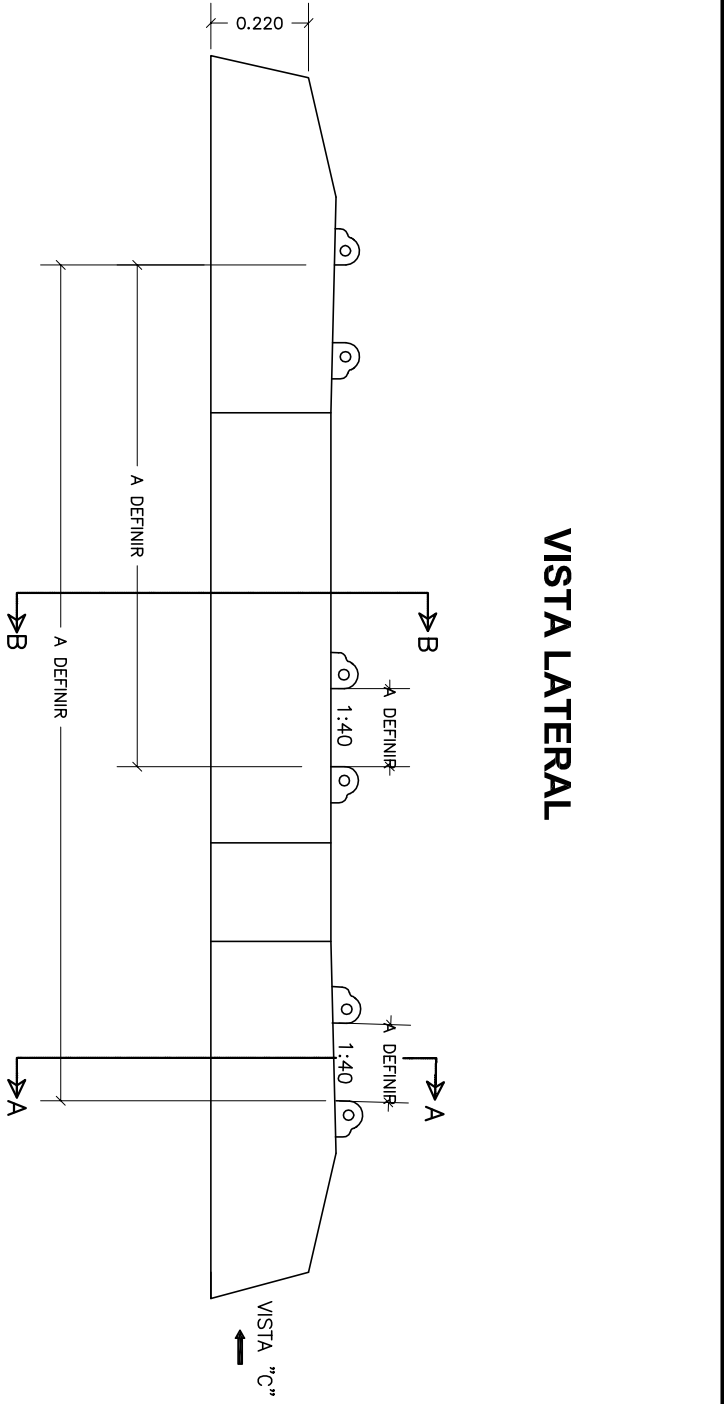 VISTA LATERAL
0.220
A DEFINIR
A DEFINIR
B
B
A DEFINIR
1:40
A DEFINIR
1:40
A
A
VISTA "C"